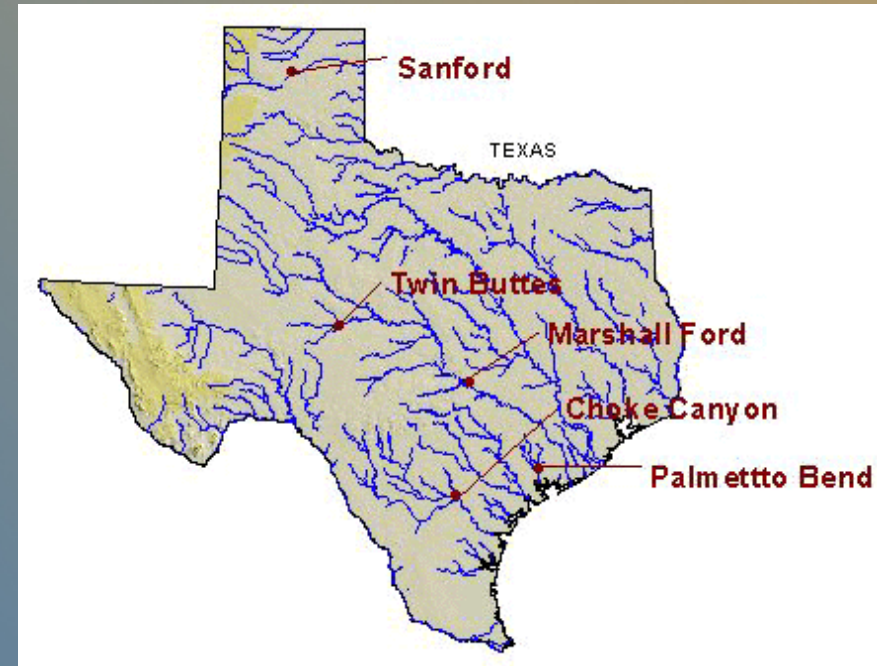 Sanford
TEXAS
Twin Buttes
Marshall Ford
Choke Canyon
Palmettto Bend